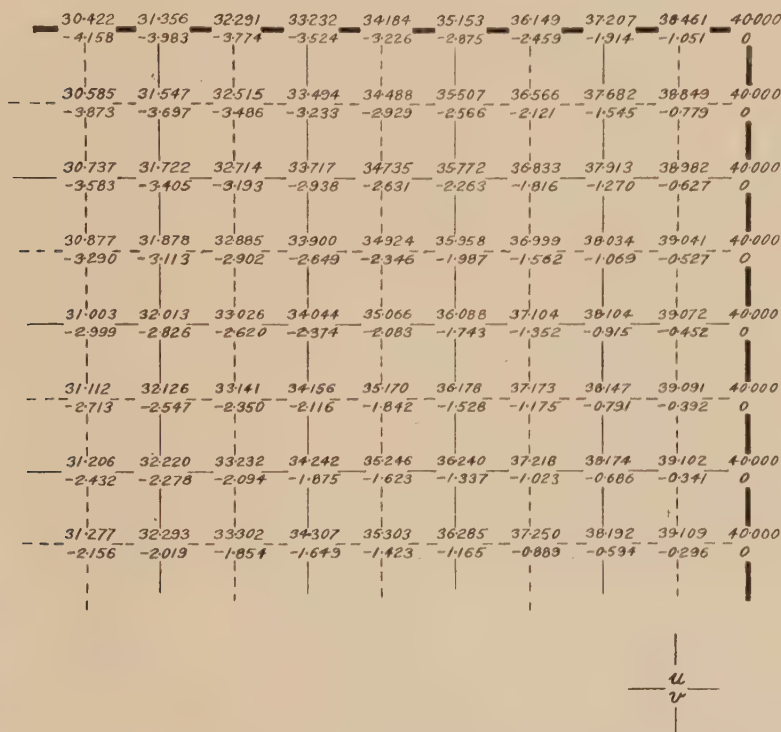 30·422 31·356 32·291 33·232 34·184 35·153 36·149 37·207 38·461 40·000
-4·158 -3·983 -3·774 -3·524 -3·226 -2·875 -2·459 -1·914 -1·051 0
30·585 31·547 32·515 33·494 34·488 35·507 36·566 37·682 38·849 40·000
-3·873 -3·697 -3·486 -3·233 -2·929 -2·566 -2·121 -1·545 -0·779 0
30·737 31·722 32·714 33·717 34·735 35·772 36·833 37·913 38·982 40·000
-3·583 -3·405 -3·193 -2·938 -2·631 -2·263 -1·816 -1·270 -0·627 0
30·877 31·878 32·885 33·900 34·924 35·958 36·999 38·034 39·041 40·000
-3·290 -3·113 -2·902 -2·649 -2·346 -1·987 -1·562 -1·069 -0·527 0
31·003 32·013 33·026 34·044 35·066 36·088 37·104 38·104 39·072 40·000
-2·999 -2·826 -2·620 -2·374 -2·083 -1·743 -1·352 -0·915 -0·452 0
31·112 32·126 33·141 34·156 35·170 36·178 37·173 38·147 39·091 40·000
-2·713 -2·547 -2·350 -2·116 -1·842 -1·528 -1·175 -0·791 -0·392 0
31·206 32·220 33·232 34·242 35·246 36·240 37·218 38·174 39·102 40·000
-2·432 -2·278 -2·094 -1·875 -1·623 -1·337 -1·023 -0·686 -0·341 0
31·277 32·293 33·302 34·307 35·303 36·285 37·250 38·192 39·109 40·000
-2·156 -2·019 -1·854 -1·649 -1·423 -1·165 -0·889 -0·594 -0·296 0
u
v